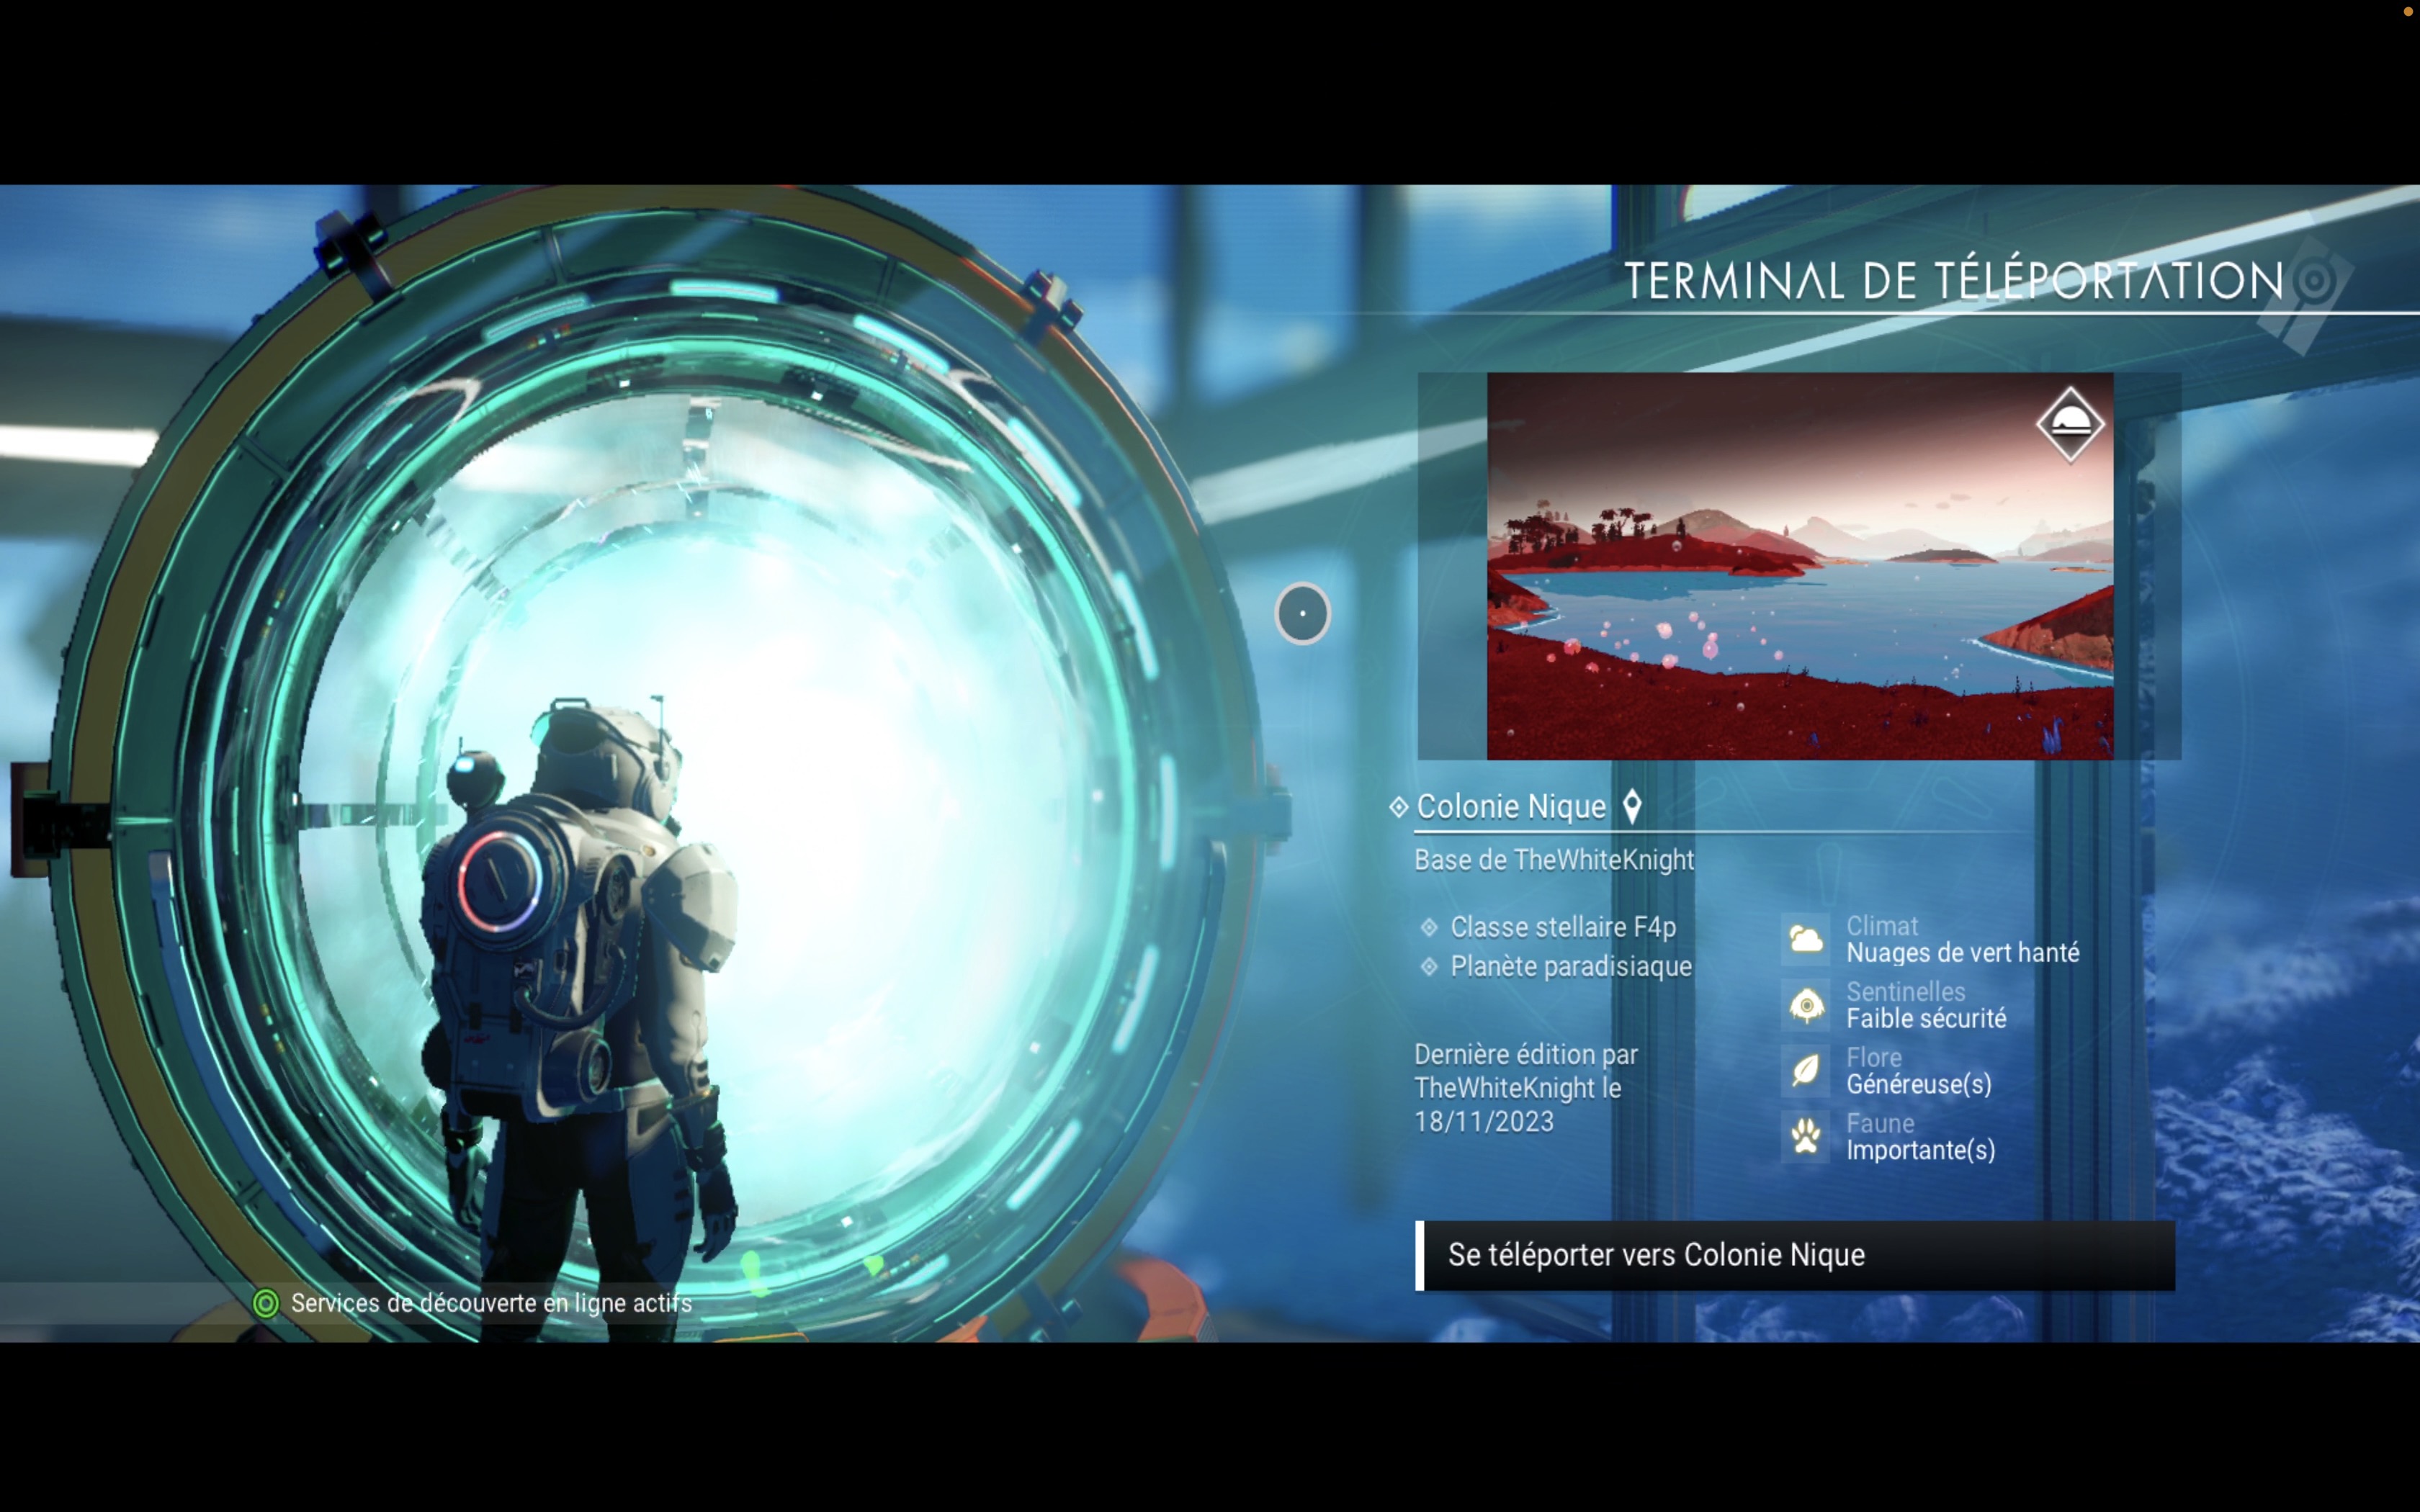 TERMINAL DE TÉLÉPORTATION
Colonie Nique
Base de TheWhiteKnight
Classe stellaire F4p
Planète paradisiaque
Dernière édition par
TheWhiteKnight le
18/11/2023
Climat
Nuages de vert hanté
Sentinelles
Faible sécurité
Flore
Généreuse(s)
Faune
Importante(s)
Se téléporter vers Colonie Nique
Services de découverte en ligne actifs